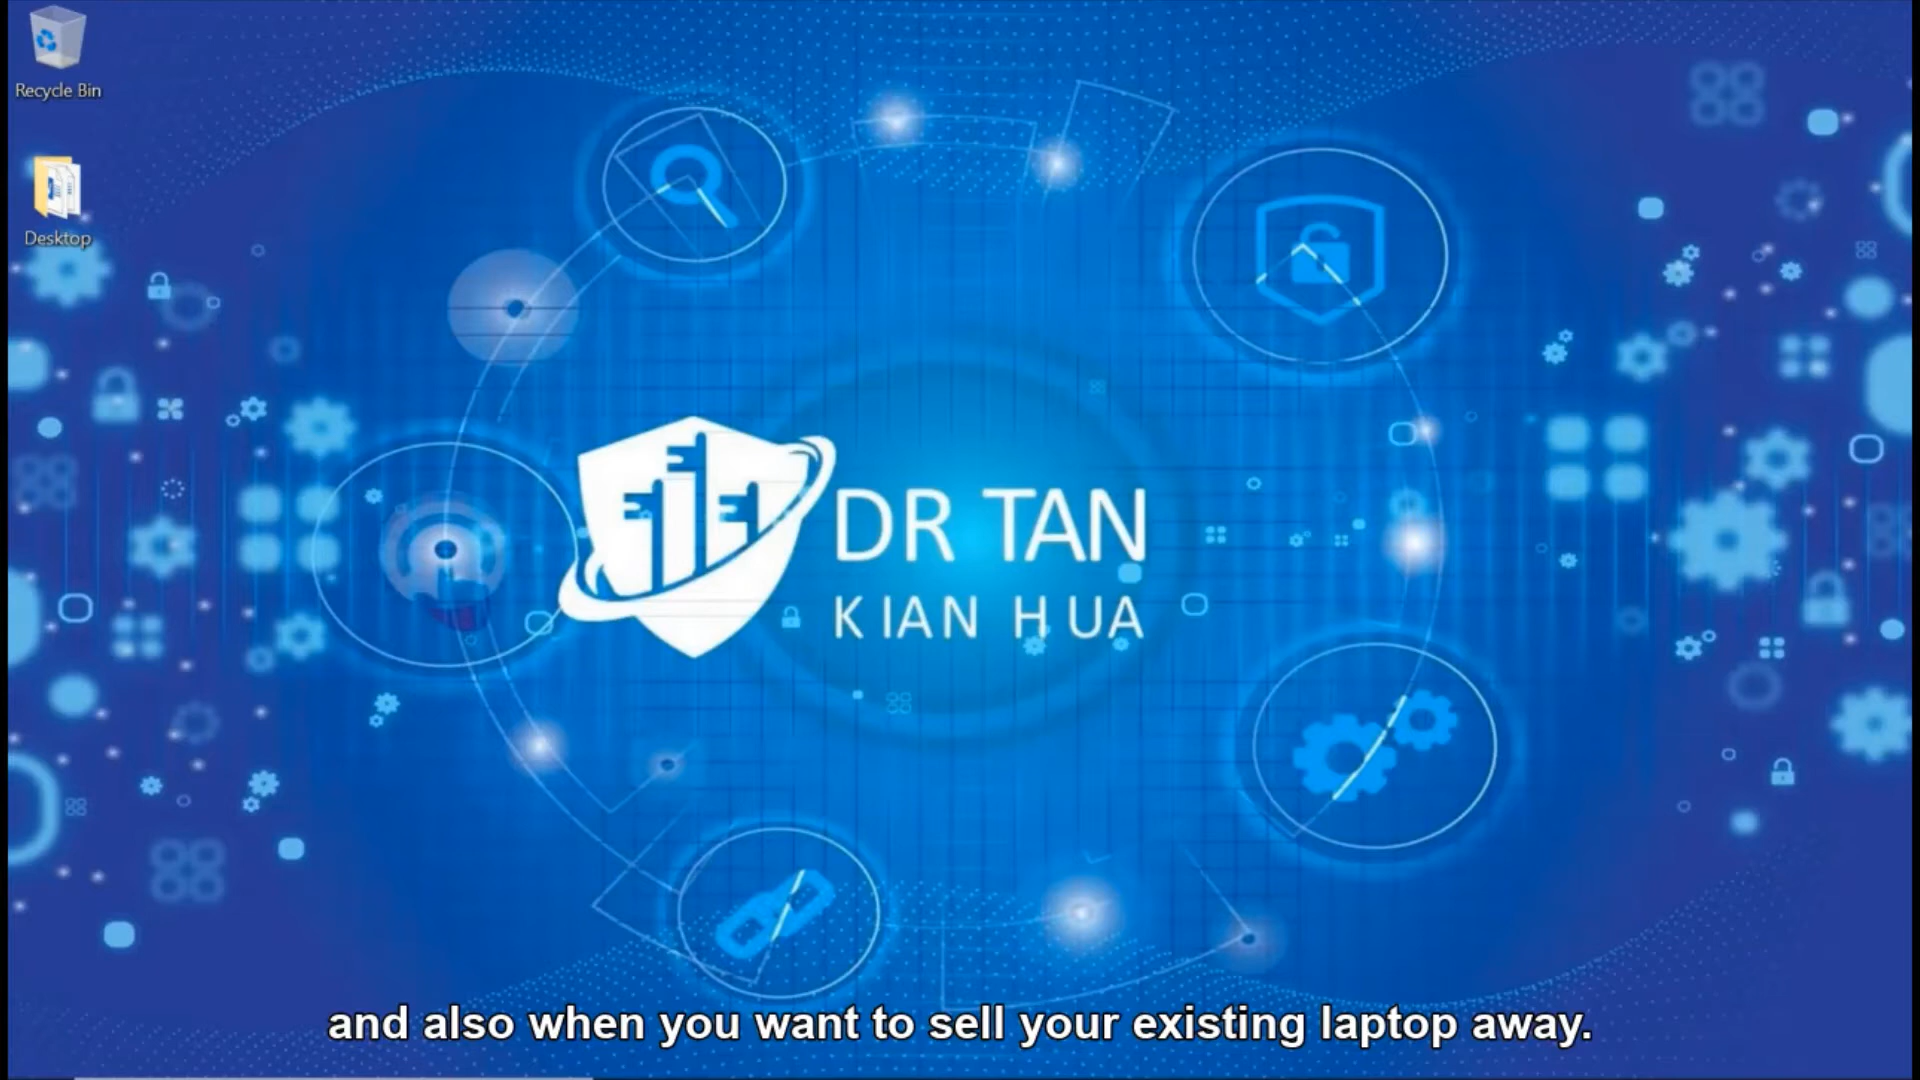 Recycle Bin
Desktop
DR TAN
KIAN HUA
and also when you want to sell your existing laptop away.